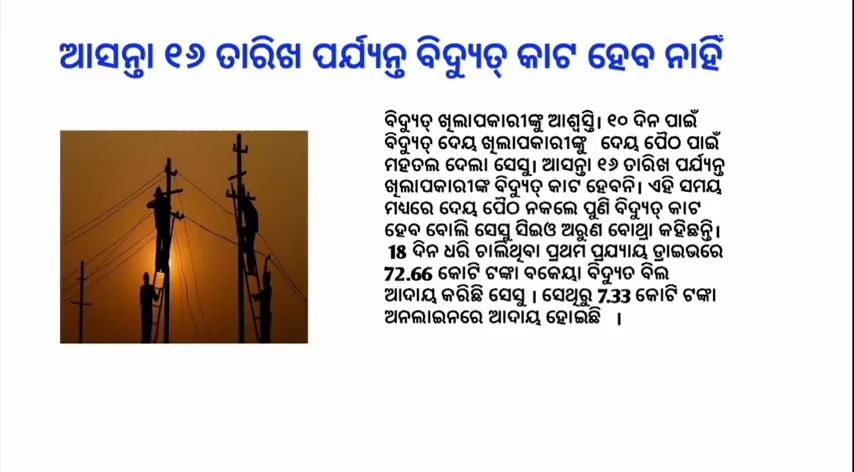 ଆସନ୍ତା ୧୬ ତାରିଖ ପର୍ଯ୍ୟନ୍ତ ବିଦ୍ୟୁତ୍ କାଟ ହେବ ନାହିଁ
ବିଦ୍ୟୁତ୍ ଖିଲାପକାରୀଙ୍କୁ ଆଶ୍ୱସ୍ତି। ୧୦ ଦିନ ପାଇଁ
ବିଦ୍ୟୁତ୍ ଦେୟ ଖିଲାପକାରୀଙ୍କୁ ଦେୟ ପୈଠ ପାଇଁ
ମହତଲ ଦେଲା ସେସୁ। ଆସନ୍ତା ୧୬ ତାରିଖ ପର୍ଯ୍ୟନ୍ତ
ଖିଲାପକାରୀଙ୍କ ବିଦ୍ୟୁତ୍ କାଟ ହେବନି। ଏହି ସମୟ
ମଧ୍ୟରେ ଦେୟ ପୈଠ ନକଲେ ପୁଣି ବିଦ୍ୟୁତ୍ କାଟ
ହେବ ବୋଲି ସେସୁ ସିଇଓ ଅରୁଣ ବୋଥ୍ରା କହିଛନ୍ତି।
18 ଦିନ ଧରି ଚାଲିଥିବା ପ୍ରଥମ ପ୍ରଯ୍ୟାୟ ଡ୍ରାଇଭରେ
72.66 କୋଟି ଟଙ୍କା ବକେୟା ବିଦ୍ୟୁତ ବିଲ
ଆଦାୟ କରିଛି ସେସୁ । ସେଥିରୁ 7.33 କୋଟି ଟଙ୍କା
ଅନଲାଇନରେ ଆଦାୟ ହୋଇଛି ।